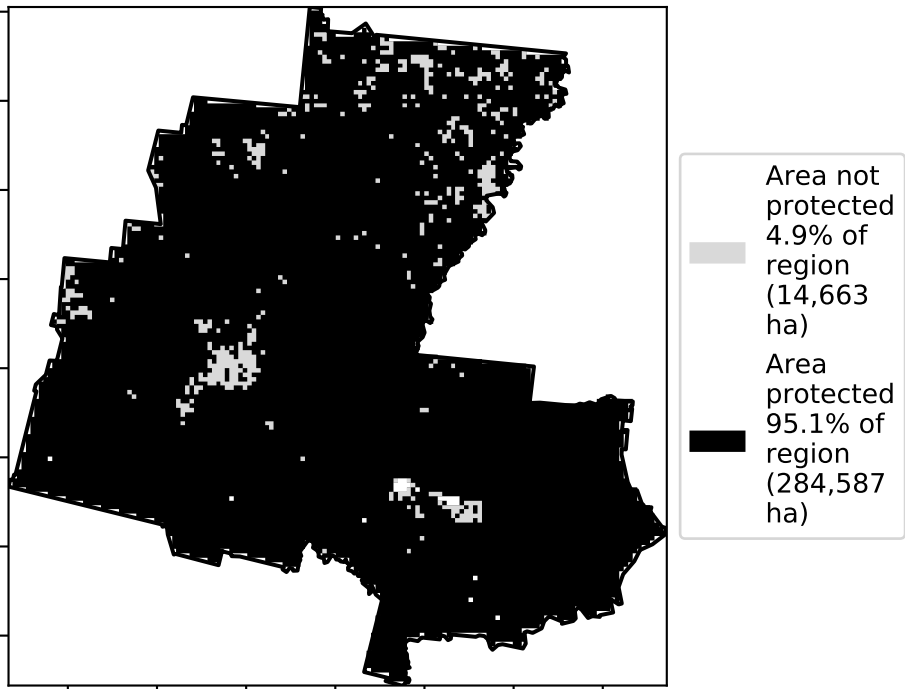 Area not
protected
4.9% of
region
(14,663
ha)
Area
protected
95.1% of
region
(284,587
ha)